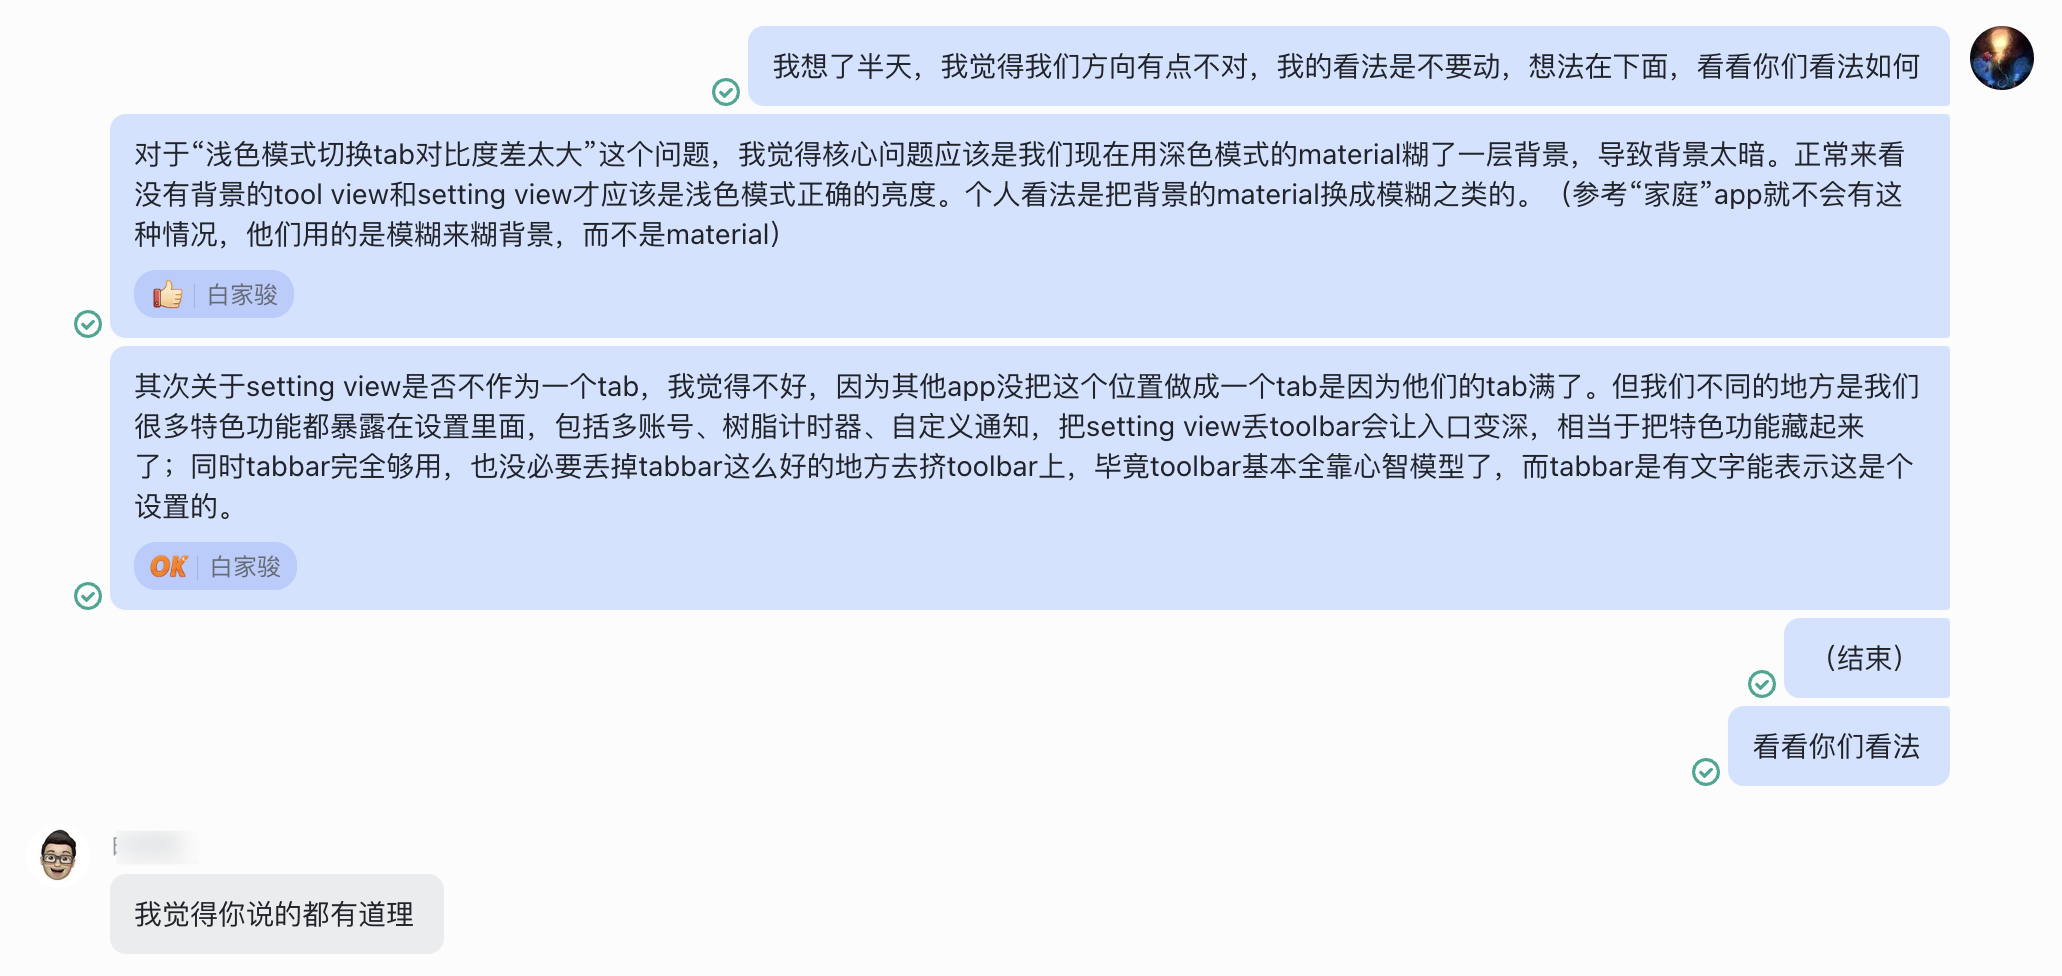 我想了半天，我觉得我们方向有点不对，我的看法是不要动，想法在下面，看看你们看法如何
对于“浅色模式切换tab对比度差太大”这个问题，我觉得核心问题应该是我们现在用深色模式的material糊了一层背景，导致背景太暗。正常来看
没有背景的tool view和setting view才应该是浅色模式正确的亮度。个人看法是把背景的material换成模糊之类的。（参考“家庭”app就不会有这
种情况，他们用的是模糊来糊背景，而不是material）
白家骏
其次关于setting view是否不作为一个tab，我觉得不好，因为其他app没把这个位置做成一个tab是因为他们的tab满了。但我们不同的地方是我们
很多特色功能都暴露在设置里面，包括多账号、树脂计时器、自定义通知，把setting view丢toolbar会让入口变深，相当于把特色功能藏起来
了；同时tabbar完全够用，也没必要丢掉tabbar这么好的地方去挤toolbar上，毕竟toolbar基本全靠心智模型了，而tabbar是有文字能表示这是个
设置的。
OK 白家骏
（结束）
看看你们看法
我觉得你说的都有道理